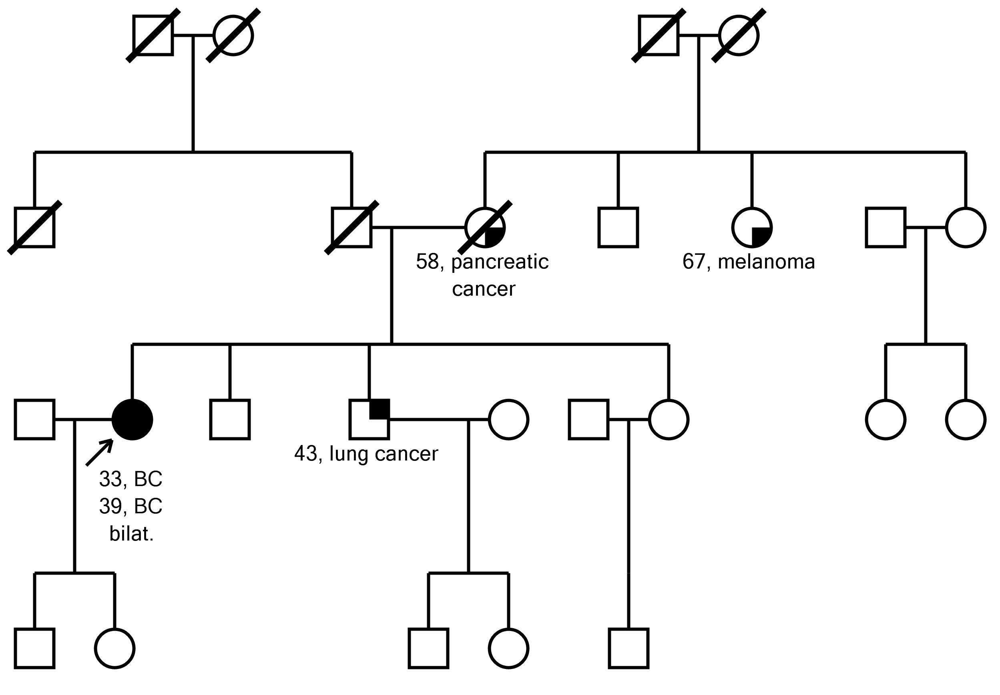 58, pancreatic
cancer
67, melanoma
43, lung cancer
33, BC
39, BC
bilat.